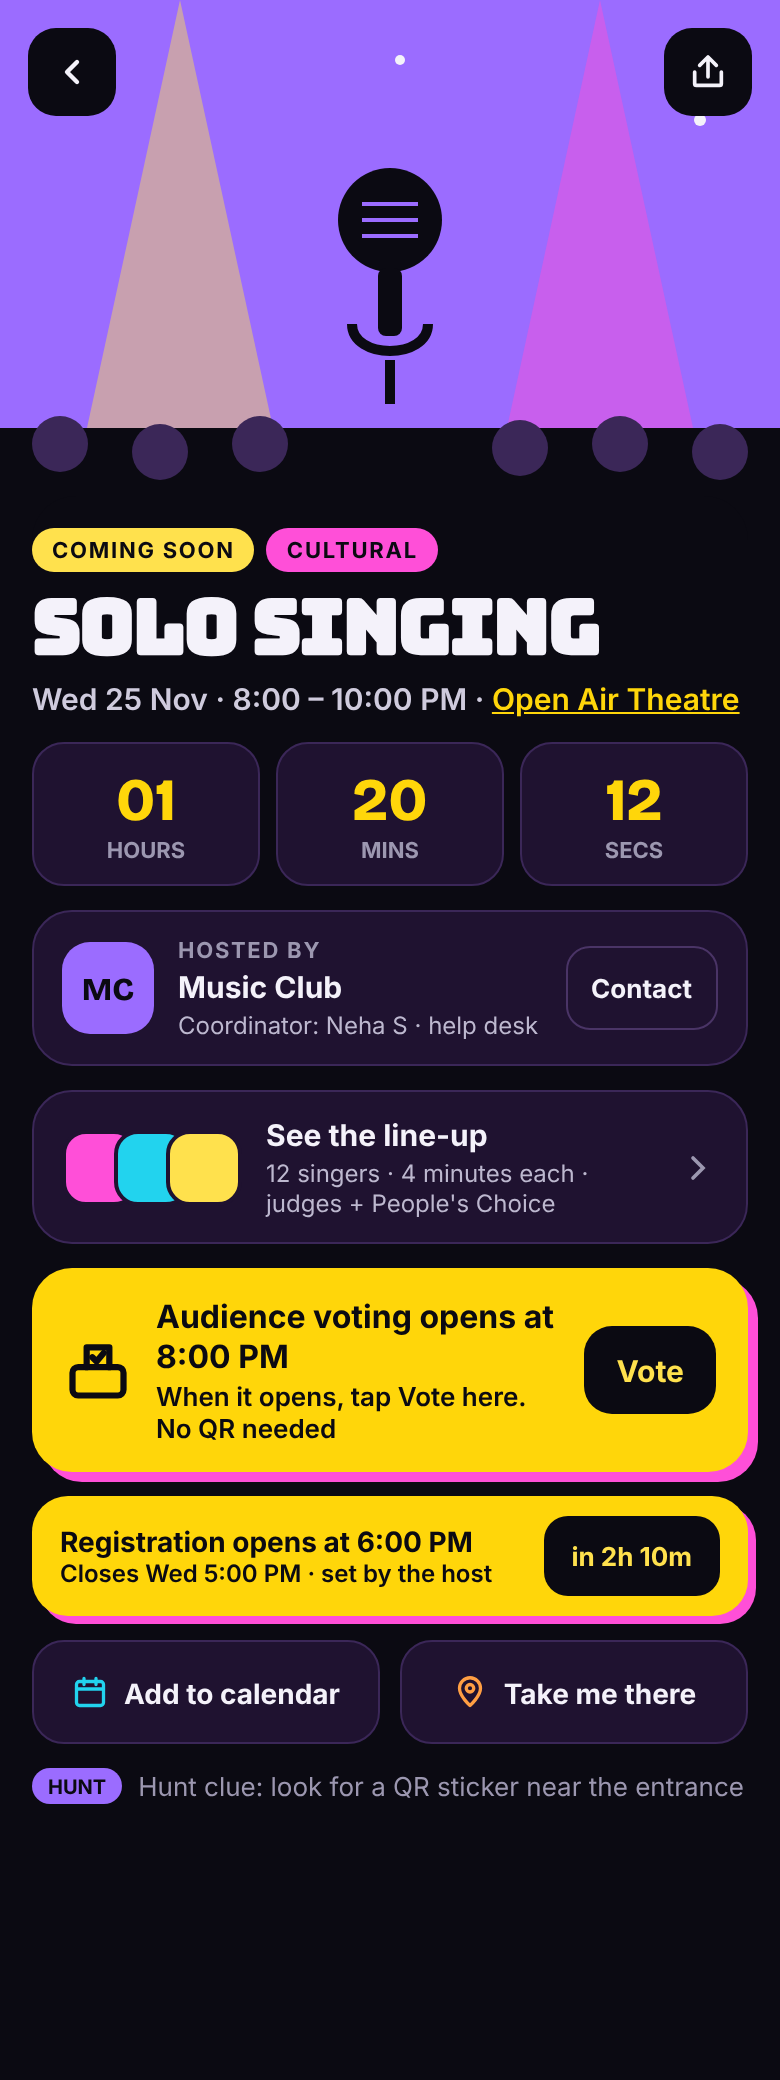 COMING SOON
CULTURAL
SOLO SINGING
Wed 25 Nov · 8:00 – 10:00 PM · Open Air Theatre
01
HOURS
20
MINS
12
SECS
MC
HOSTED BY
Music Club
Coordinator: Neha S · help desk
Contact
See the line-up
12 singers · 4 minutes each ·
judges + People's Choice
Audience voting opens at
8:00 PM
When it opens, tap Vote here.
No QR needed
Vote
Registration opens at 6:00 PM
Closes Wed 5:00 PM · set by the host
in 2h 10m
Add to calendar
Take me there
HUNT
Hunt clue: look for a QR sticker near the entrance